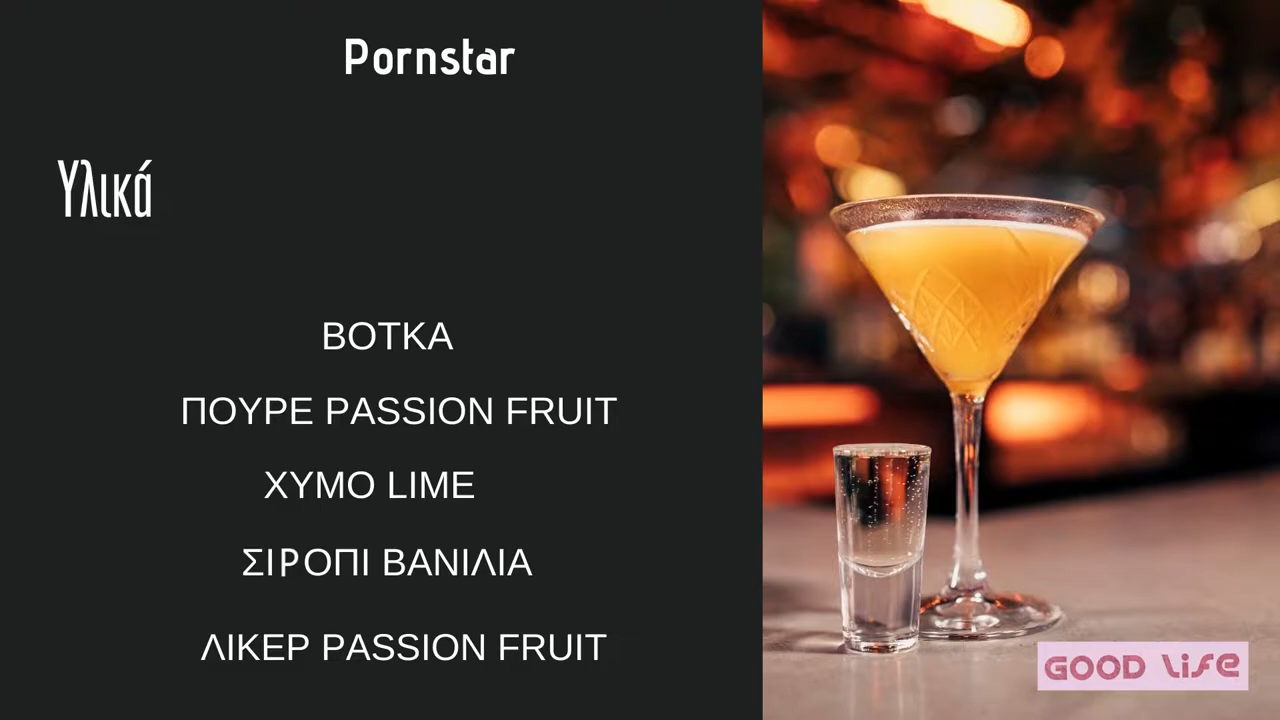 Pornstar
Υλικά
ΒΟΤΚΑ
ΠΟΥΡΕ PASSION FRUIT
ΧΥΜΟ LIME
ΣΙΡΟΠΙ ΒΑΝΙΛΙΑ
ΛΙΚΕΡ PASSION FRUIT
GOOD LiFe